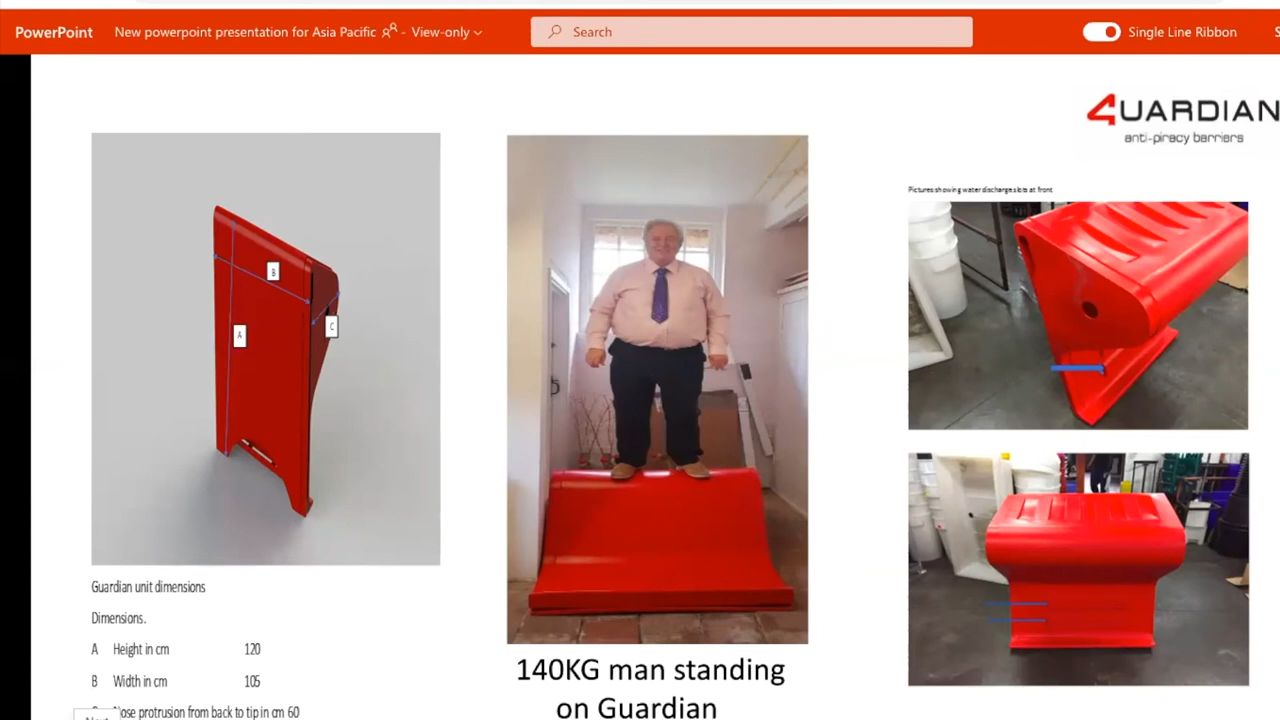 PowerPoint New powerpoint presentation for Asia Pacific - View-only Search Single Line Ribbon
4UARDIAN
anti-piracy barriers
Pictures showing water discharge slots at front
B
C
A
Guardian unit dimensions
Dimensions.
A Height in cm 120
B Width in cm 105
Nose protrusion from back to tip in cm 60
140KG man standing
on Guardian